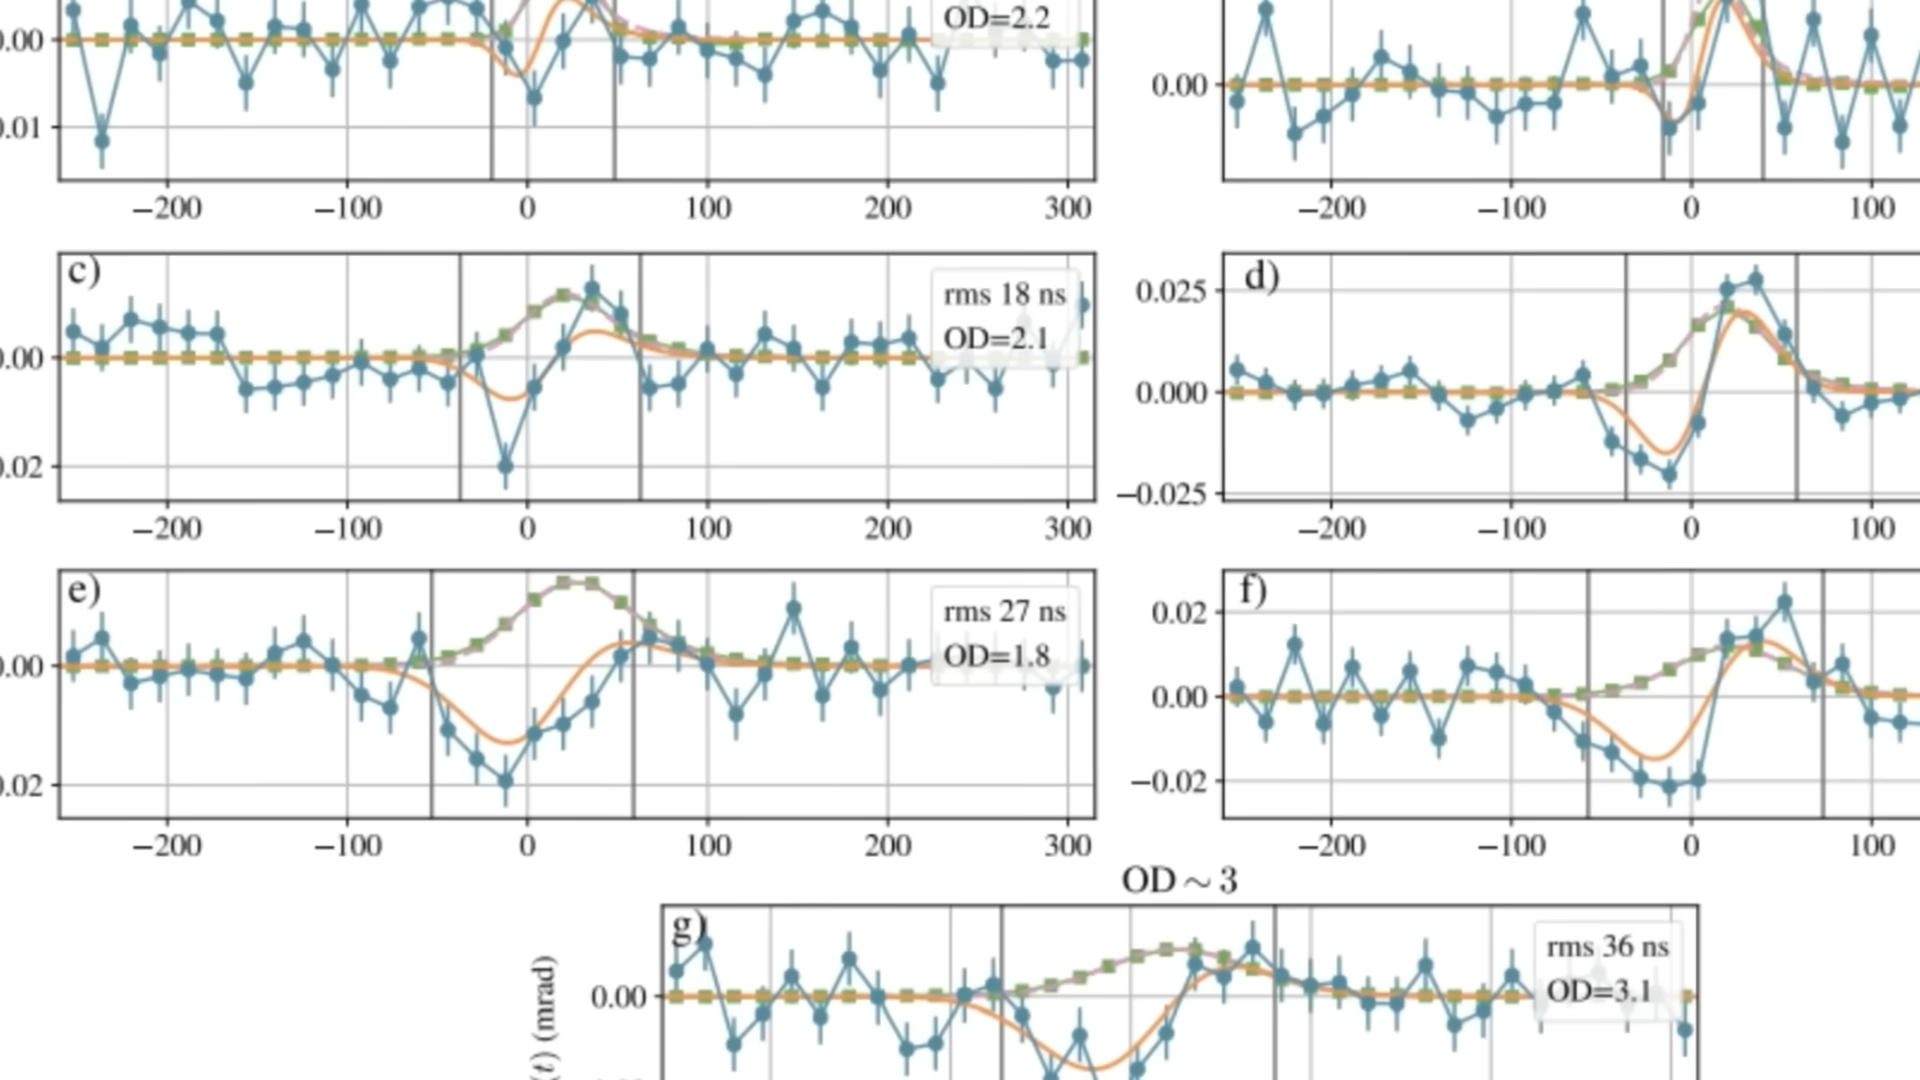 OD=2.2
0.00
0.01
−200 −100 0 100 200 300
0.00
−200 −100 0 100
c)
rms 18 ns
OD=2.1
0.00
0.02
−200 −100 0 100 200 300
d)
0.025
0.000
−0.025
−200 −100 0 100
e)
rms 27 ns
OD=1.8
0.00
0.02
−200 −100 0 100 200 300
f)
0.02
0.00
−0.02
−200 −100 0 100
OD ~ 3
g)
rms 36 ns
OD=3.1
0.00
(t) (mrad)